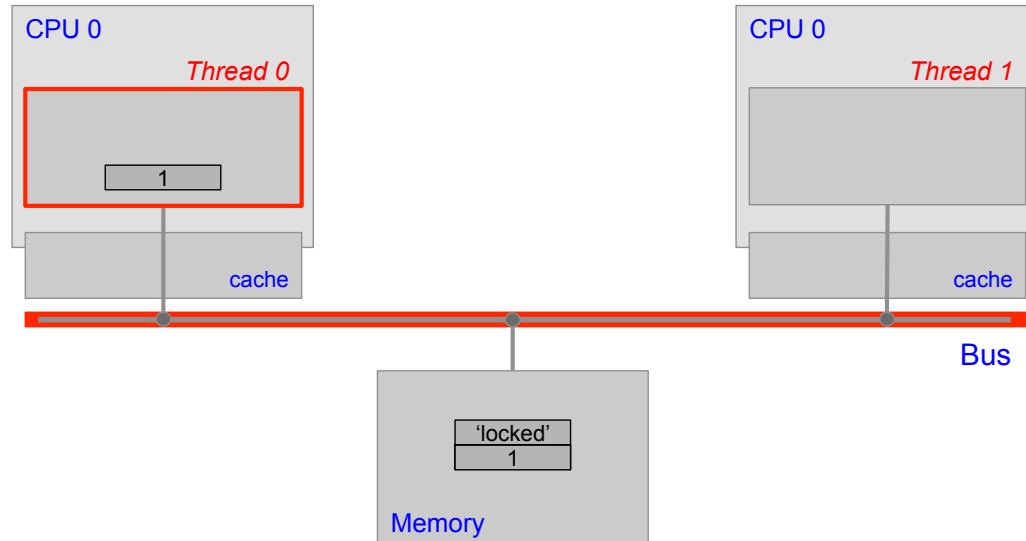 CPU 0
Thread 0
1
cache
CPU 0
Thread 1
cache
Bus
‘locked’
1
Memory